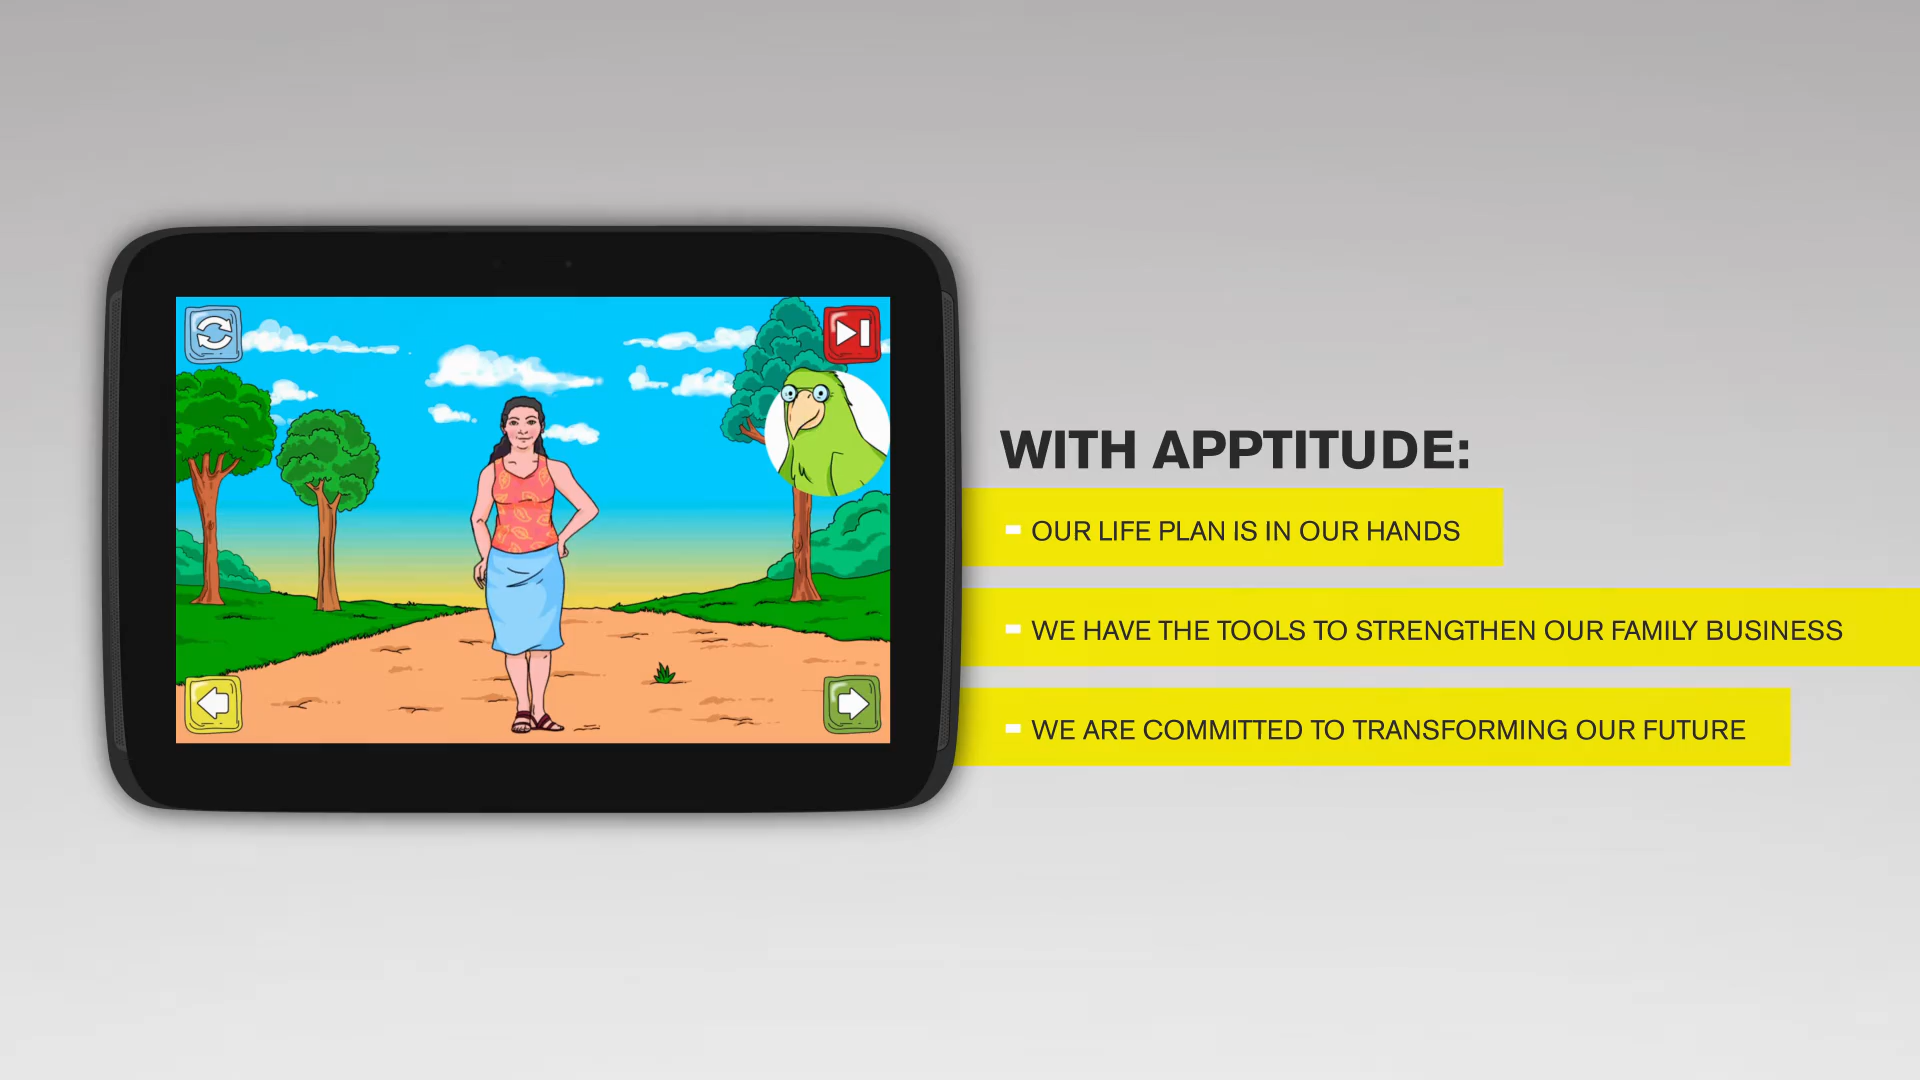 WITH APPTITUDE:
- OUR LIFE PLAN IS IN OUR HANDS
- WE HAVE THE TOOLS TO STRENGTHEN OUR FAMILY BUSINESS
- WE ARE COMMITTED TO TRANSFORMING OUR FUTURE